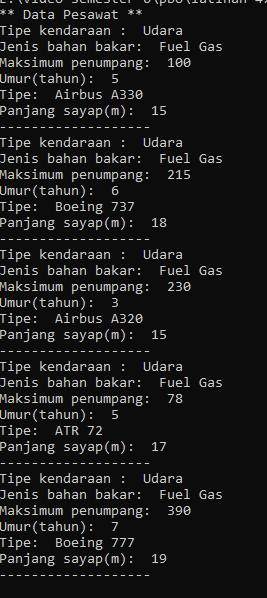 ** Data Pesawat **
Tipe kendaraan :  Udara
Jenis bahan bakar:  Fuel Gas
Maksimum penumpang:  100
Umur(tahun):  5
Tipe:  Airbus A330
Panjang sayap(m):  15
-------------------
Tipe kendaraan :  Udara
Jenis bahan bakar:  Fuel Gas
Maksimum penumpang:  215
Umur(tahun):  6
Tipe:  Boeing 737
Panjang sayap(m):  18
-------------------
Tipe kendaraan :  Udara
Jenis bahan bakar:  Fuel Gas
Maksimum penumpang:  230
Umur(tahun):  3
Tipe:  Airbus A320
Panjang sayap(m):  15
-------------------
Tipe kendaraan :  Udara
Jenis bahan bakar:  Fuel Gas
Maksimum penumpang:  78
Umur(tahun):  5
Tipe:  ATR 72
Panjang sayap(m):  17
-------------------
Tipe kendaraan :  Udara
Jenis bahan bakar:  Fuel Gas
Maksimum penumpang:  390
Umur(tahun):  7
Tipe:  Boeing 777
Panjang sayap(m):  19
-------------------